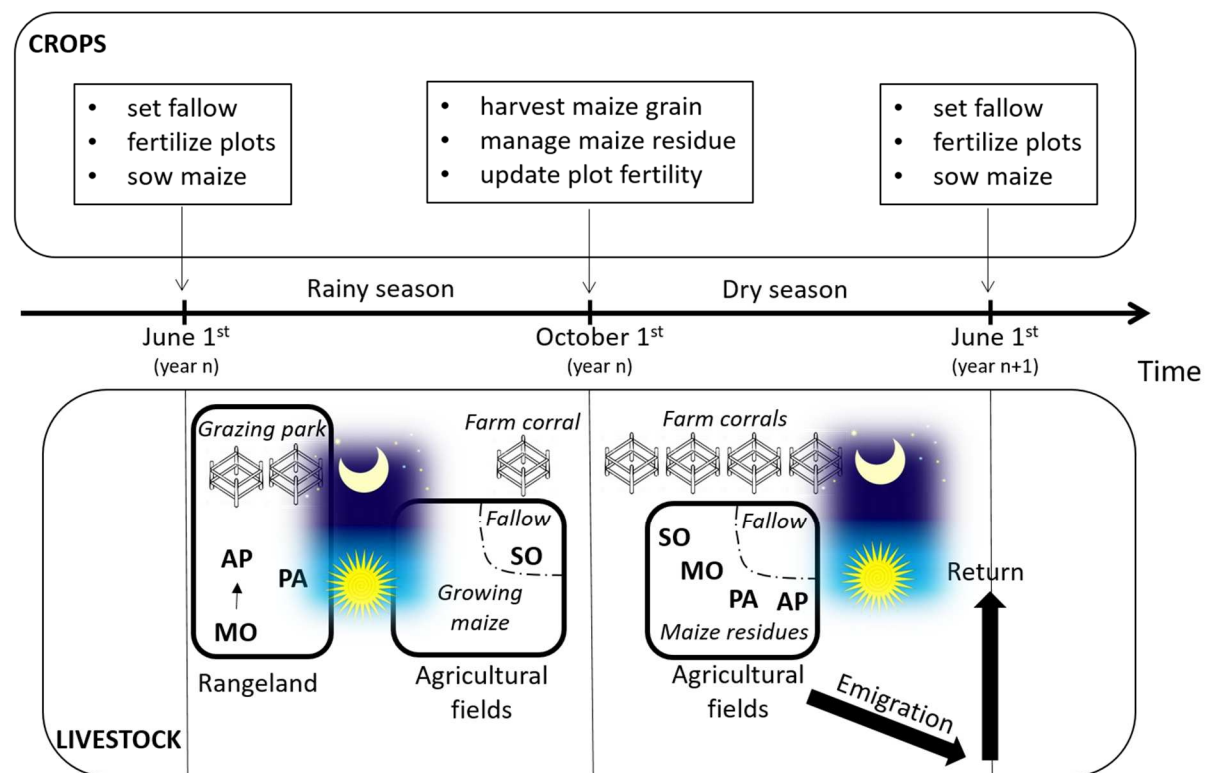 CROPS
• set fallow
• fertilize plots
• sow maize
• harvest maize grain
• manage maize residue
• update plot fertility
• set fallow
• fertilize plots
• sow maize
Rainy season
Dry season
June 1st
(year n)
October 1st
(year n)
June 1st
(year n+1)
Time
Grazing park
Farm corral
Farm corrals
AP
PA
MO
Rangeland
Fallow
SO
Growing
maize
Agricultural
fields
Fallow
SO
MO
PA AP
Maize residues
Agricultural
fields
Return
Emigration
LIVESTOCK